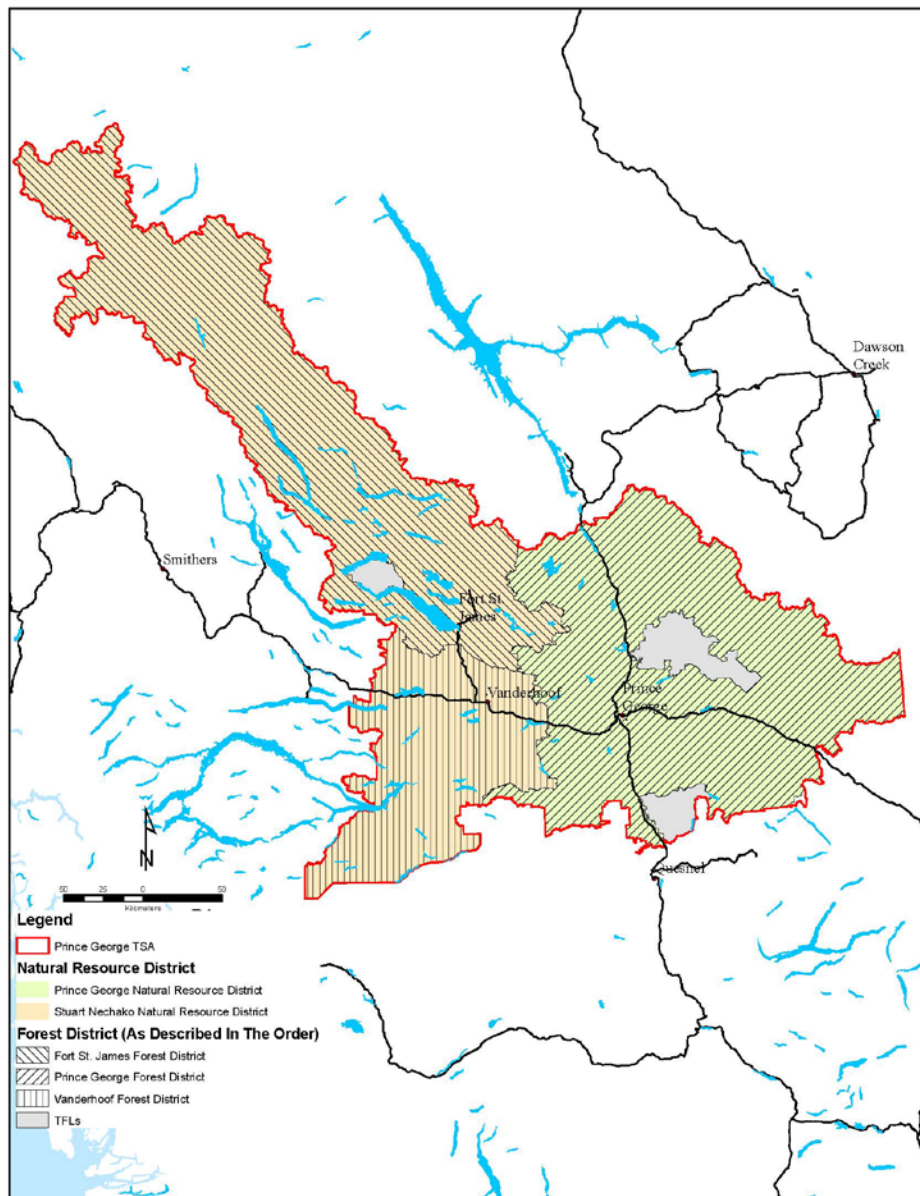 Dawson
Creek
Smithers
Fort St.
James
Vanderhoof
Prince
George
N
Quesnel
50 25 0 50
Kilometers
Legend
Prince George TSA
Natural Resource District
Prince George Natural Resource District
Stuart Nechako Natural Resource District
Forest District (As Described In The Order)
Fort St. James Forest District
Prince George Forest District
Vanderhoof Forest District
TFLs